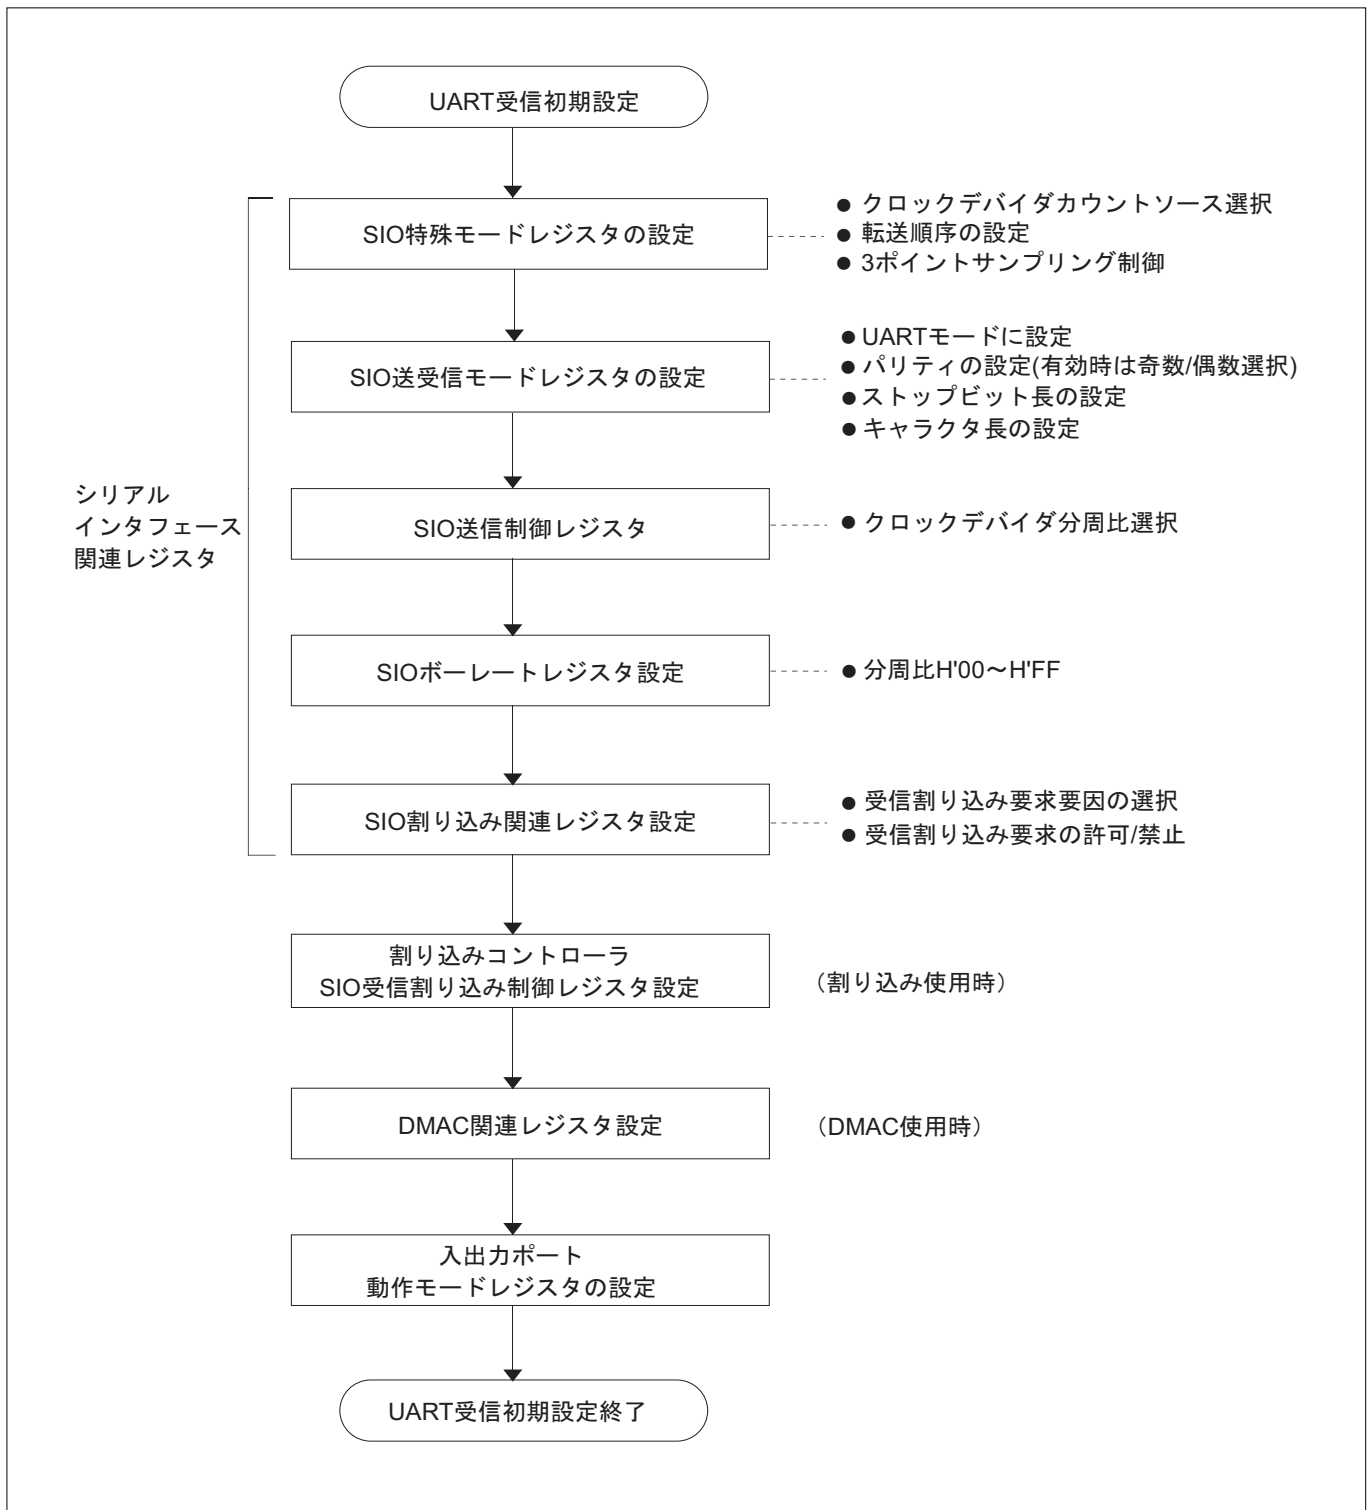 UART受信初期設定
SIO特殊モードレジスタの設定
● クロックデバイダカウントソース選択
● 転送順序の設定
● 3ポイントサンプリング制御
SIO送受信モードレジスタの設定
● UARTモードに設定
● パリティの設定(有効時は奇数/偶数選択)
● ストップビット長の設定
● キャラクタ長の設定
シリアル
インタフェース
関連レジスタ
SIO送信制御レジスタ
● クロックデバイダ分周比選択
SIOボーレートレジスタ設定
● 分周比H'00～H'FF
SIO割り込み関連レジスタ設定
● 受信割り込み要求要因の選択
● 受信割り込み要求の許可/禁止
割り込みコントローラ
SIO受信割り込み制御レジスタ設定
（割り込み使用時）
DMAC関連レジスタ設定
（DMAC使用時）
入出力ポート
動作モードレジスタの設定
UART受信初期設定終了